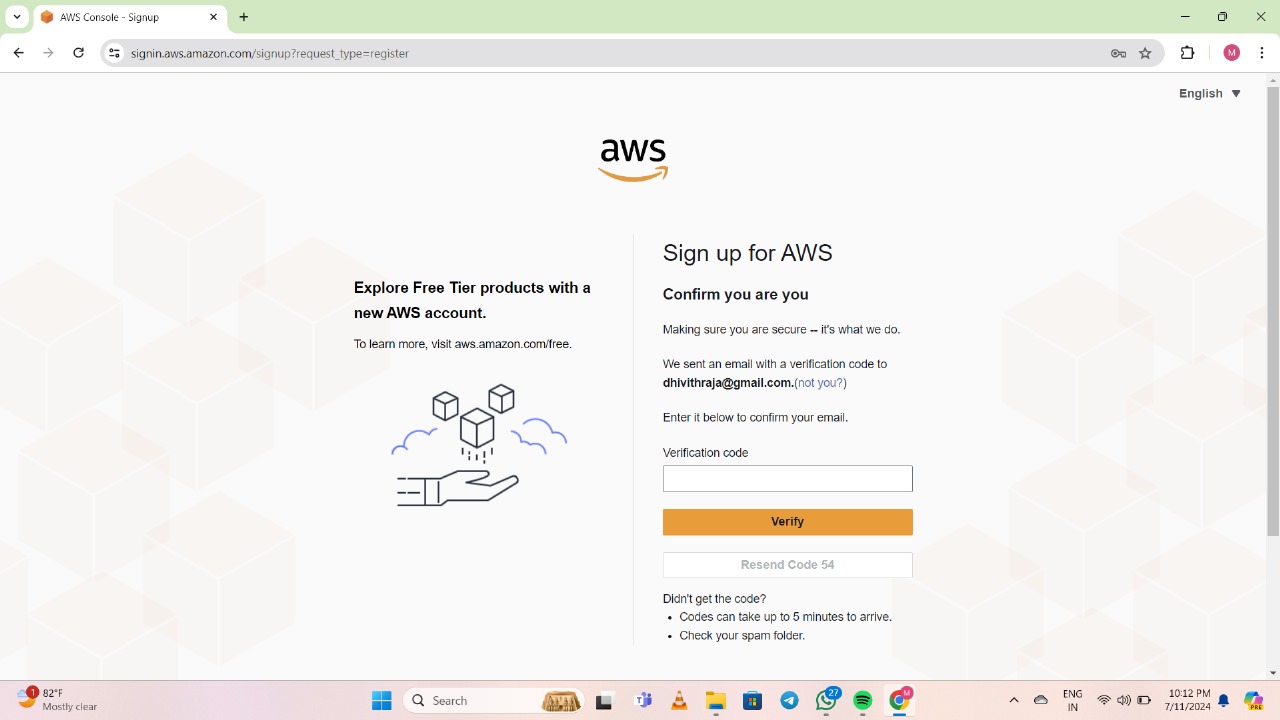 AWS Console - Signup
signin.aws.amazon.com/signup?request_type=register
M
English
aws
Explore Free Tier products with a
new AWS account.
To learn more, visit aws.amazon.com/free.
Sign up for AWS
Confirm you are you
Making sure you are secure -- it's what we do.
We sent an email with a verification code to
dhivithraja@gmail.com.(not you?)
Enter it below to confirm your email.
Verification code
Verify
Resend Code 54
Didn't get the code?
• Codes can take up to 5 minutes to arrive.
• Check your spam folder.
1
82°F
Mostly clear
Search
27
M
ENG
IN
10:12 PM
7/11/2024
PRE